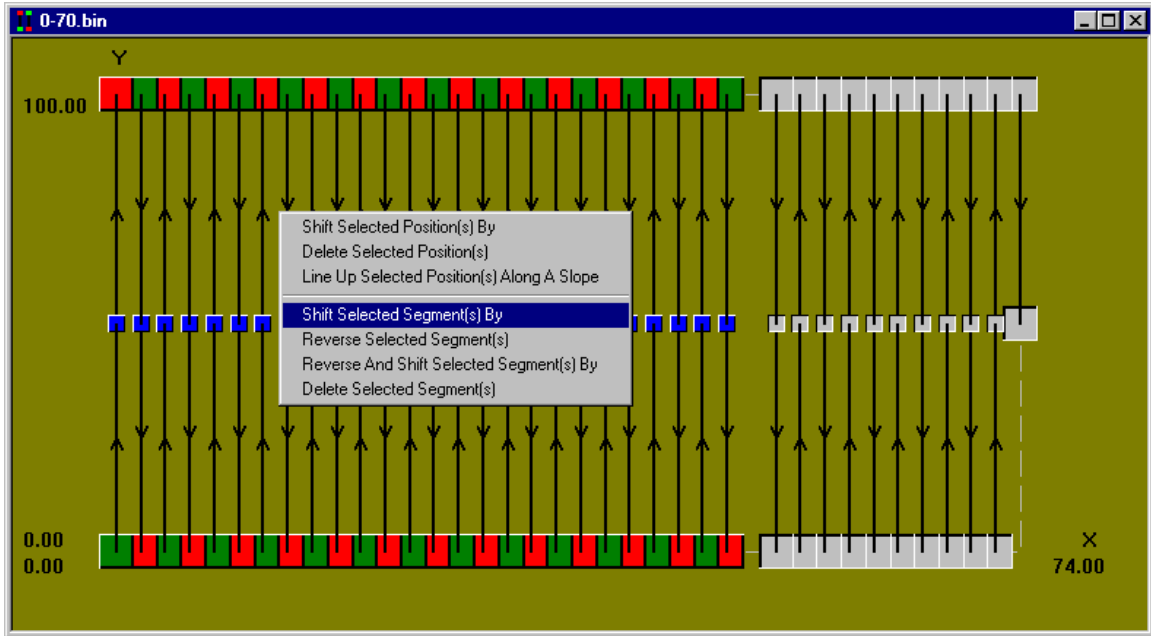 0-70.bin
Y
100.00
Shift Selected Position(s) By
Delete Selected Position(s)
Line Up Selected Position(s) Along A Slope
Shift Selected Segment(s) By
Reverse Selected Segment(s)
Reverse And Shift Selected Segment(s) By
Delete Selected Segment(s)
0.00
X
0.00
74.00